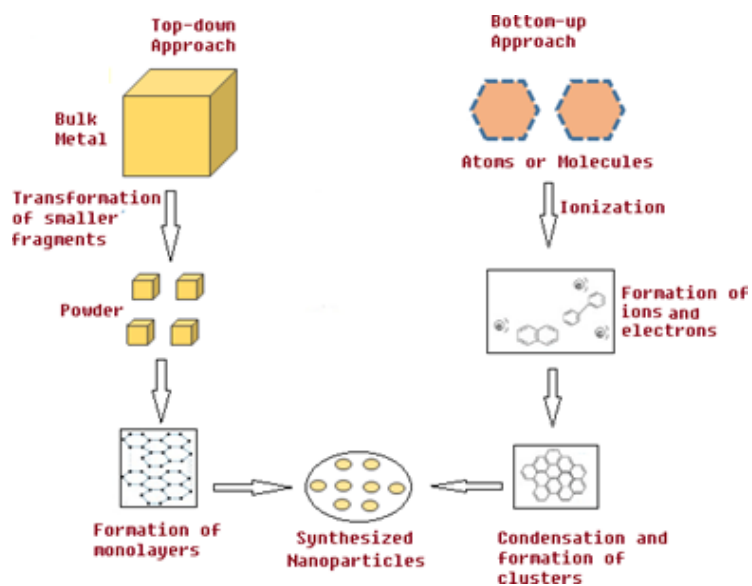 Top-down
Approach
Bulk
Metal
Transformation
of smaller
fragments
Powder
Formation of
monolayers
Bottom-up
Approach
Atoms or Molecules
Ionization
Formation of
ions and
electrons
Condensation and
formation of
clusters
Synthesized
Nanoparticles